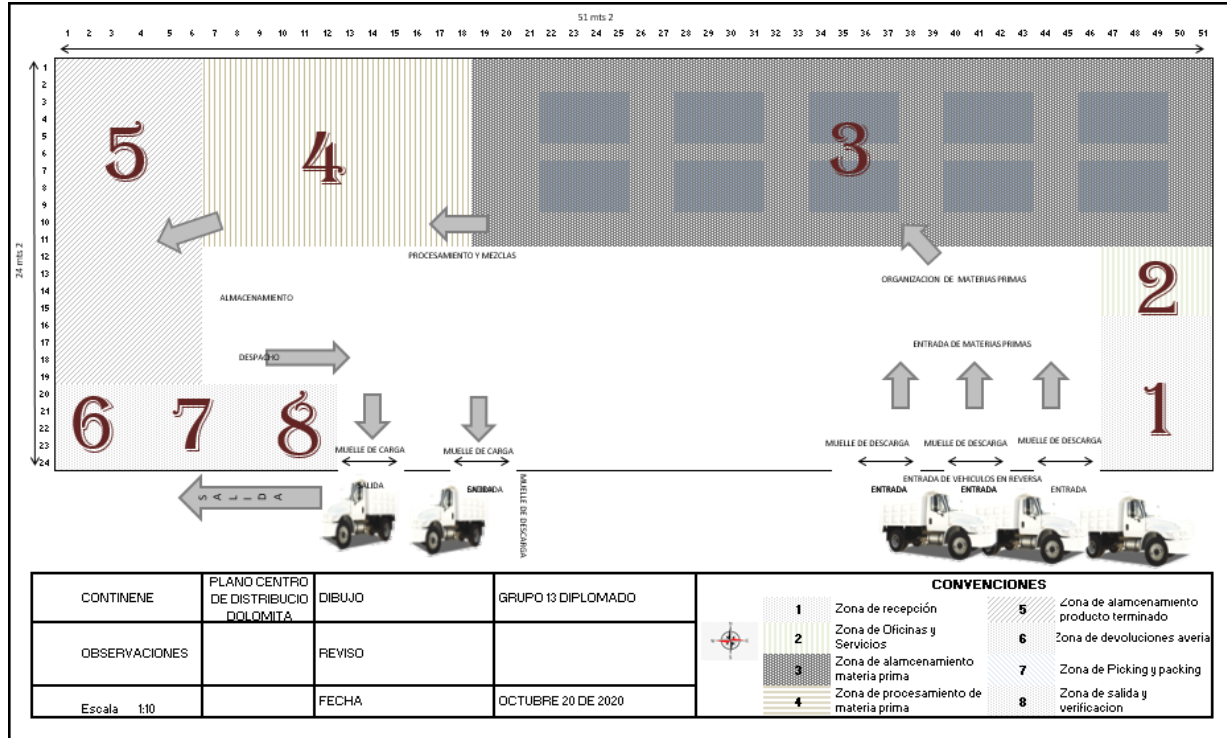 51 mts 2
1 2 3 4 5 6 7 8 9 10 11 12 13 14 15 16 17 18 19 20 21 22 23 24 25 26 27 28 29 30 31 32 33 34 35 36 37 38 39 40 41 42 43 44 45 46 47 48 49 50 51
24 mts 2
1
2
3
4
5
6
7
8
9
10
11
12
13
14
15
16
17
18
19
20
21
22
23
24
5
4
3
PROCESAMIENTO Y MEZCLAS
ORGANIZACION DE MATERIAS PRIMAS
2
ALMACENAMIENTO
ENTRADA DE MATERIAS PRIMAS
DESPACHO
6 7 8
1
MUELLE DE CARGA
MUELLE DE CARGA
MUELLE DE DESCARGA
MUELLE DE DESCARGA
MUELLE DE DESCARGA
ENTRADA DE VEHICULOS EN REVERSA
SALIDA
SALIDA
ENTRADA
ENTRADA
ENTRADA
MUELLE DE DESCARGA
CONTINENE
PLANO CENTRO
DE DISTRIBUCIO
DOLOMITA
DIBUJO
GRUPO 13 DIPLOMADO
OBSERVACIONES
REVISO
Escala 1:10
FECHA
OCTUBRE 20 DE 2020
CONVENCIONES
1 Zona de recepción
2 Zona de Oficinas y
Servicios
3 Zona de alamcenamiento
materia prima
4 Zona de procesamiento de
materia prima
5 Zona de alamcenamiento
producto terminado
6 Zona de devoluciones averia
7 Zona de Picking y packing
8 Zona de salida y
verificacion